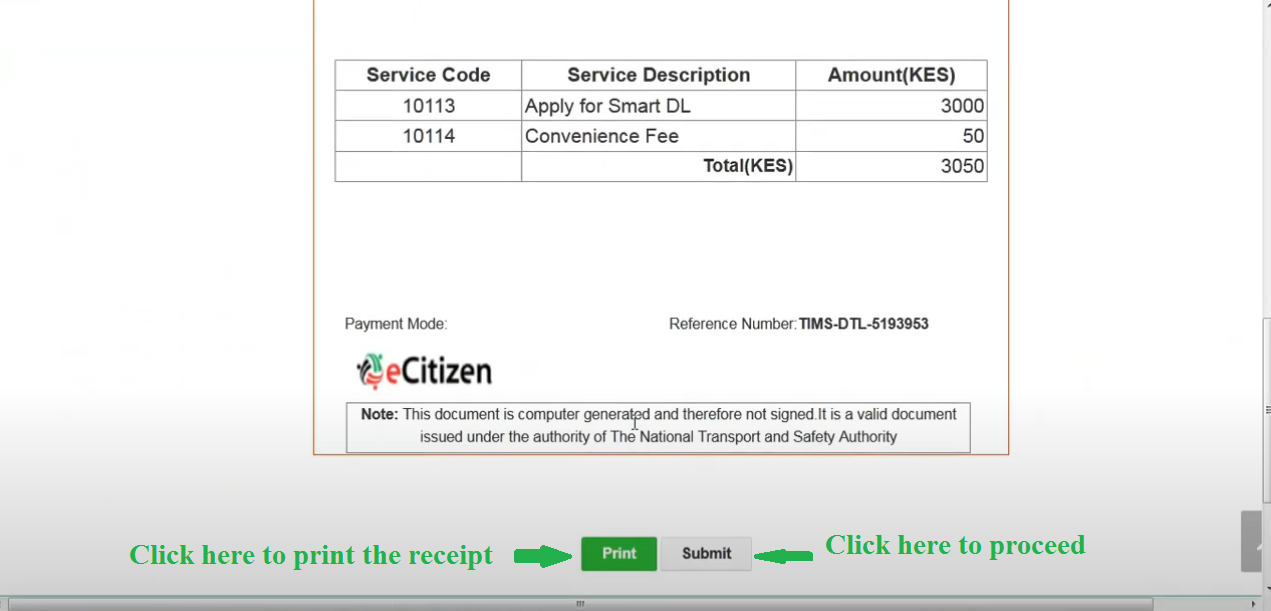 Service Code Service Description Amount(KES)
10113 Apply for Smart DL 3000
10114 Convenience Fee 50
Total(KES) 3050
Payment Mode: Reference Number: TIMS-DTL-5193953
eCitizen
Note: This document is computer generated and therefore not signed.It is a valid document
issued under the authority of The National Transport and Safety Authority
Click here to print the receipt Print Submit Click here to proceed